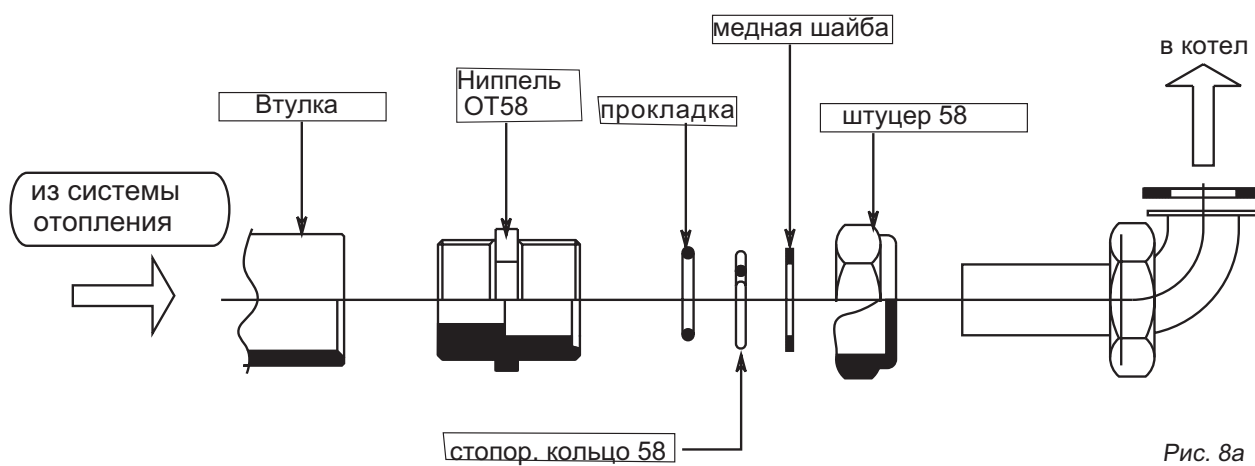 медная шайба
в котел
Ниппель
ОТ58
Втулка
прокладка
штуцер 58
из системы
отопления
стопор. кольцо 58
Рис. 8а